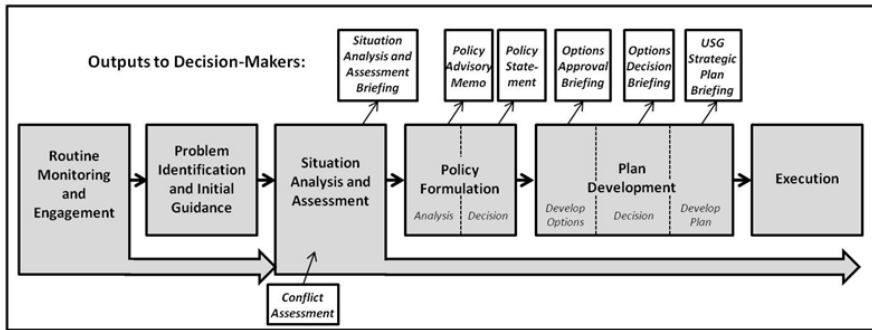 Outputs to Decision-Makers:
Situation
Analysis and
Assessment
Briefing
Policy
Advisory
Memo
Policy
State-
ment
Options
Approval
Briefing
Options
Decision
Briefing
USG
Strategic
Plan
Briefing
Routine
Monitoring
and
Engagement
Problem
Identification
and Initial
Guidance
Situation
Analysis and
Assessment
Policy
Formulation
Analysis
Decision
Plan
Development
Develop
Options
Decision
Develop
Plan
Execution
Conflict
Assessment